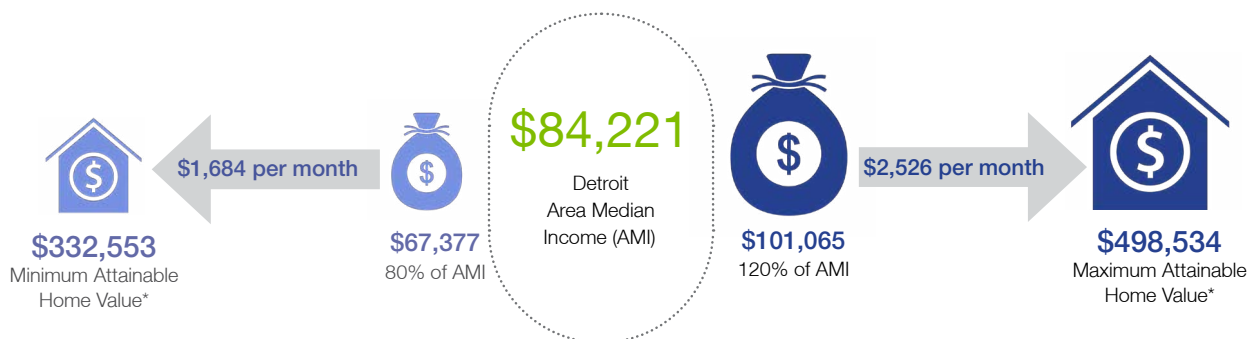 $332,553
Minimum Attainable
Home Value*
$1,684 per month
$
$
$67,377
80% of AMI
$84,221
Detroit
Area Median
Income (AMI)
$
$101,065
120% of AMI
$2,526 per month
$
$498,534
Maximum Attainable
Home Value*